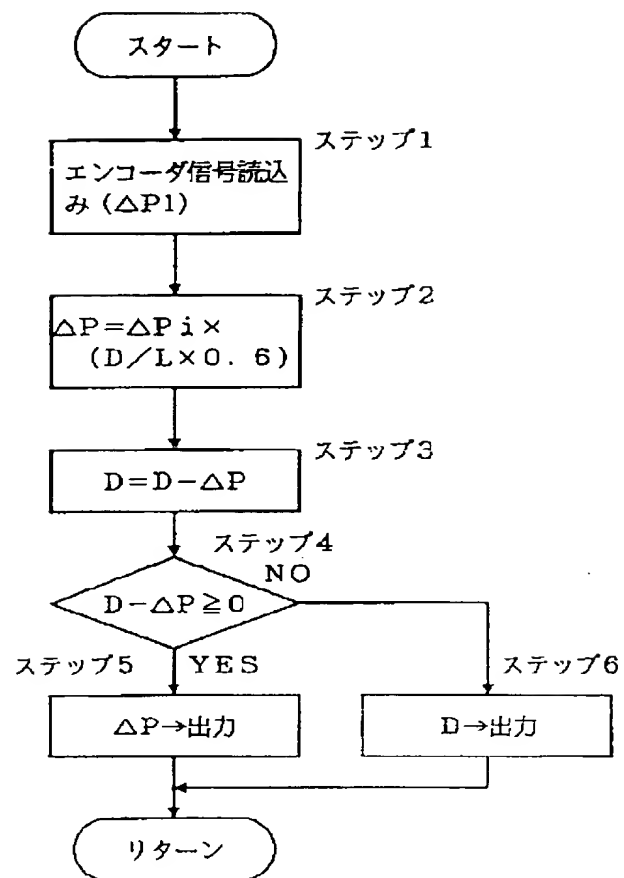 スタート
ステップ1
エンコーダ信号読込
み(△P1)
ステップ2
△P=△Pi×
(D/L×0.6)
ステップ3
D=D-△P
ステップ4
NO
D-△P≧0
ステップ5
YES
ステップ6
△P→出力
D→出力
リターン